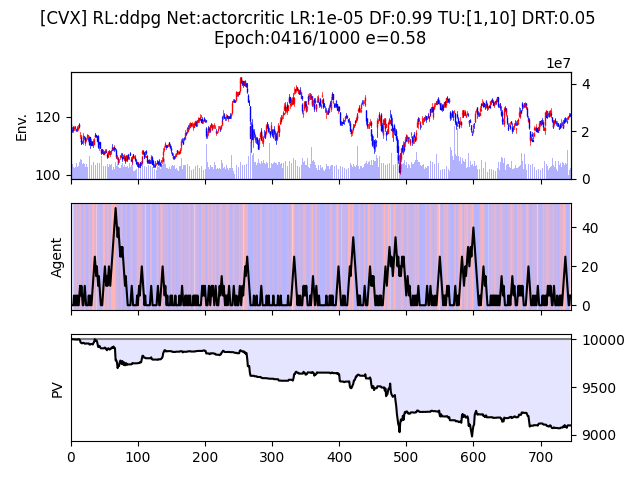 [CVX] RL:ddpg Net:actorcritic LR:1e-05 DF:0.99 TU:[1,10] DRT:0.05
Epoch:0416/1000 e=0.58
1e7
Env.
120
100
4
2
0
Agent
40
20
0
PV
10000
9500
9000
0 100 200 300 400 500 600 700